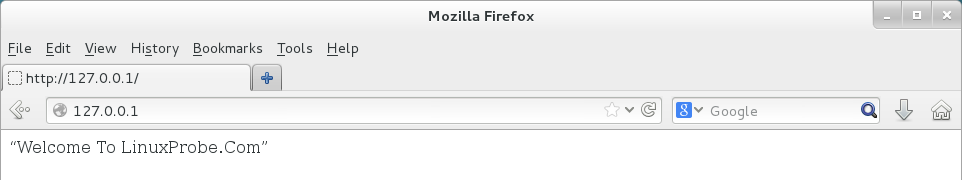 Mozilla Firefox
File Edit View History Bookmarks Tools Help
http://127.0.0.1/
127.0.0.1 Google
“Welcome To LinuxProbe.Com”